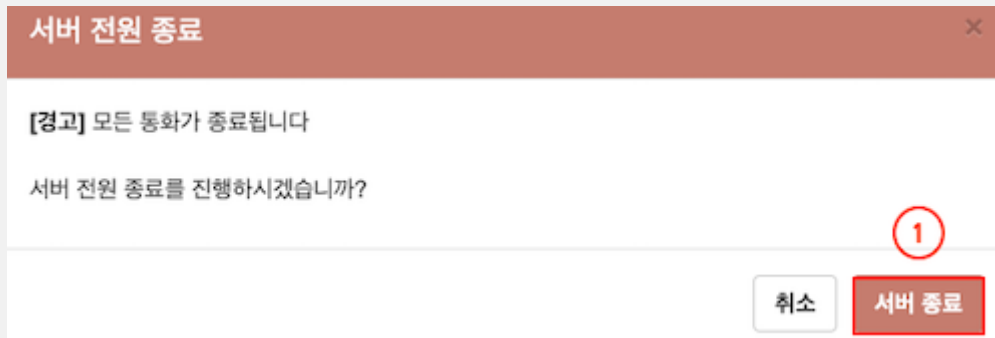 서버 전원 종료
×
[경고] 모든 통화가 종료됩니다
서버 전원 종료를 진행하시겠습니까?
1
취소 서버 종료